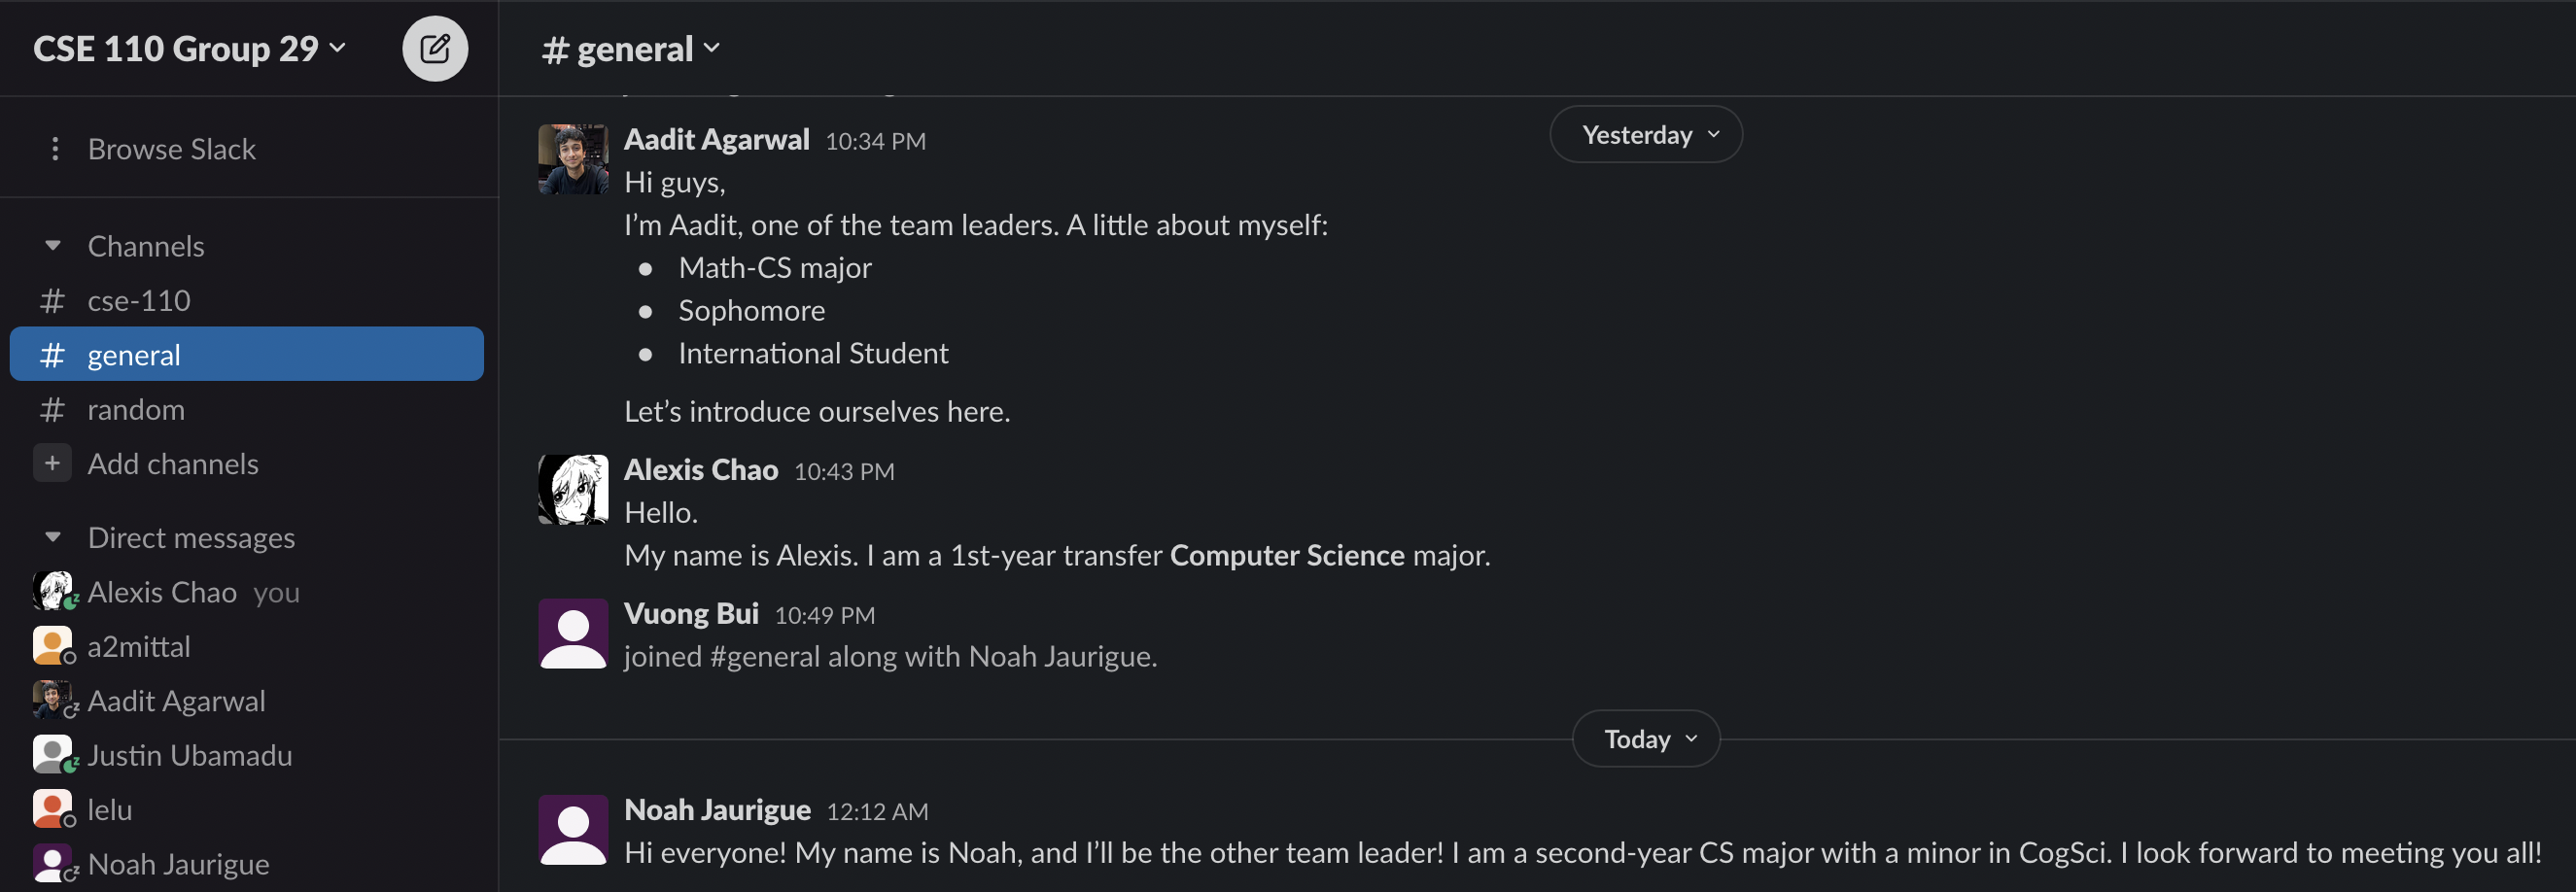 CSE 110 Group 29
Browse Slack
Channels
# cse-110
# general
# random
+ Add channels
Direct messages
Alexis Chao you
a2mittal
Aadit Agarwal
Justin Ubamadu
lelu
Noah Jaurigue
# general
Yesterday
Aadit Agarwal 10:34 PM
Hi guys,
I’m Aadit, one of the team leaders. A little about myself:
● Math-CS major
● Sophomore
● International Student
Let’s introduce ourselves here.
Alexis Chao 10:43 PM
Hello.
My name is Alexis. I am a 1st-year transfer Computer Science major.
Vuong Bui 10:49 PM
joined #general along with Noah Jaurigue.
Today
Noah Jaurigue 12:12 AM
Hi everyone! My name is Noah, and I’ll be the other team leader! I am a second-year CS major with a minor in CogSci. I look forward to meeting you all!